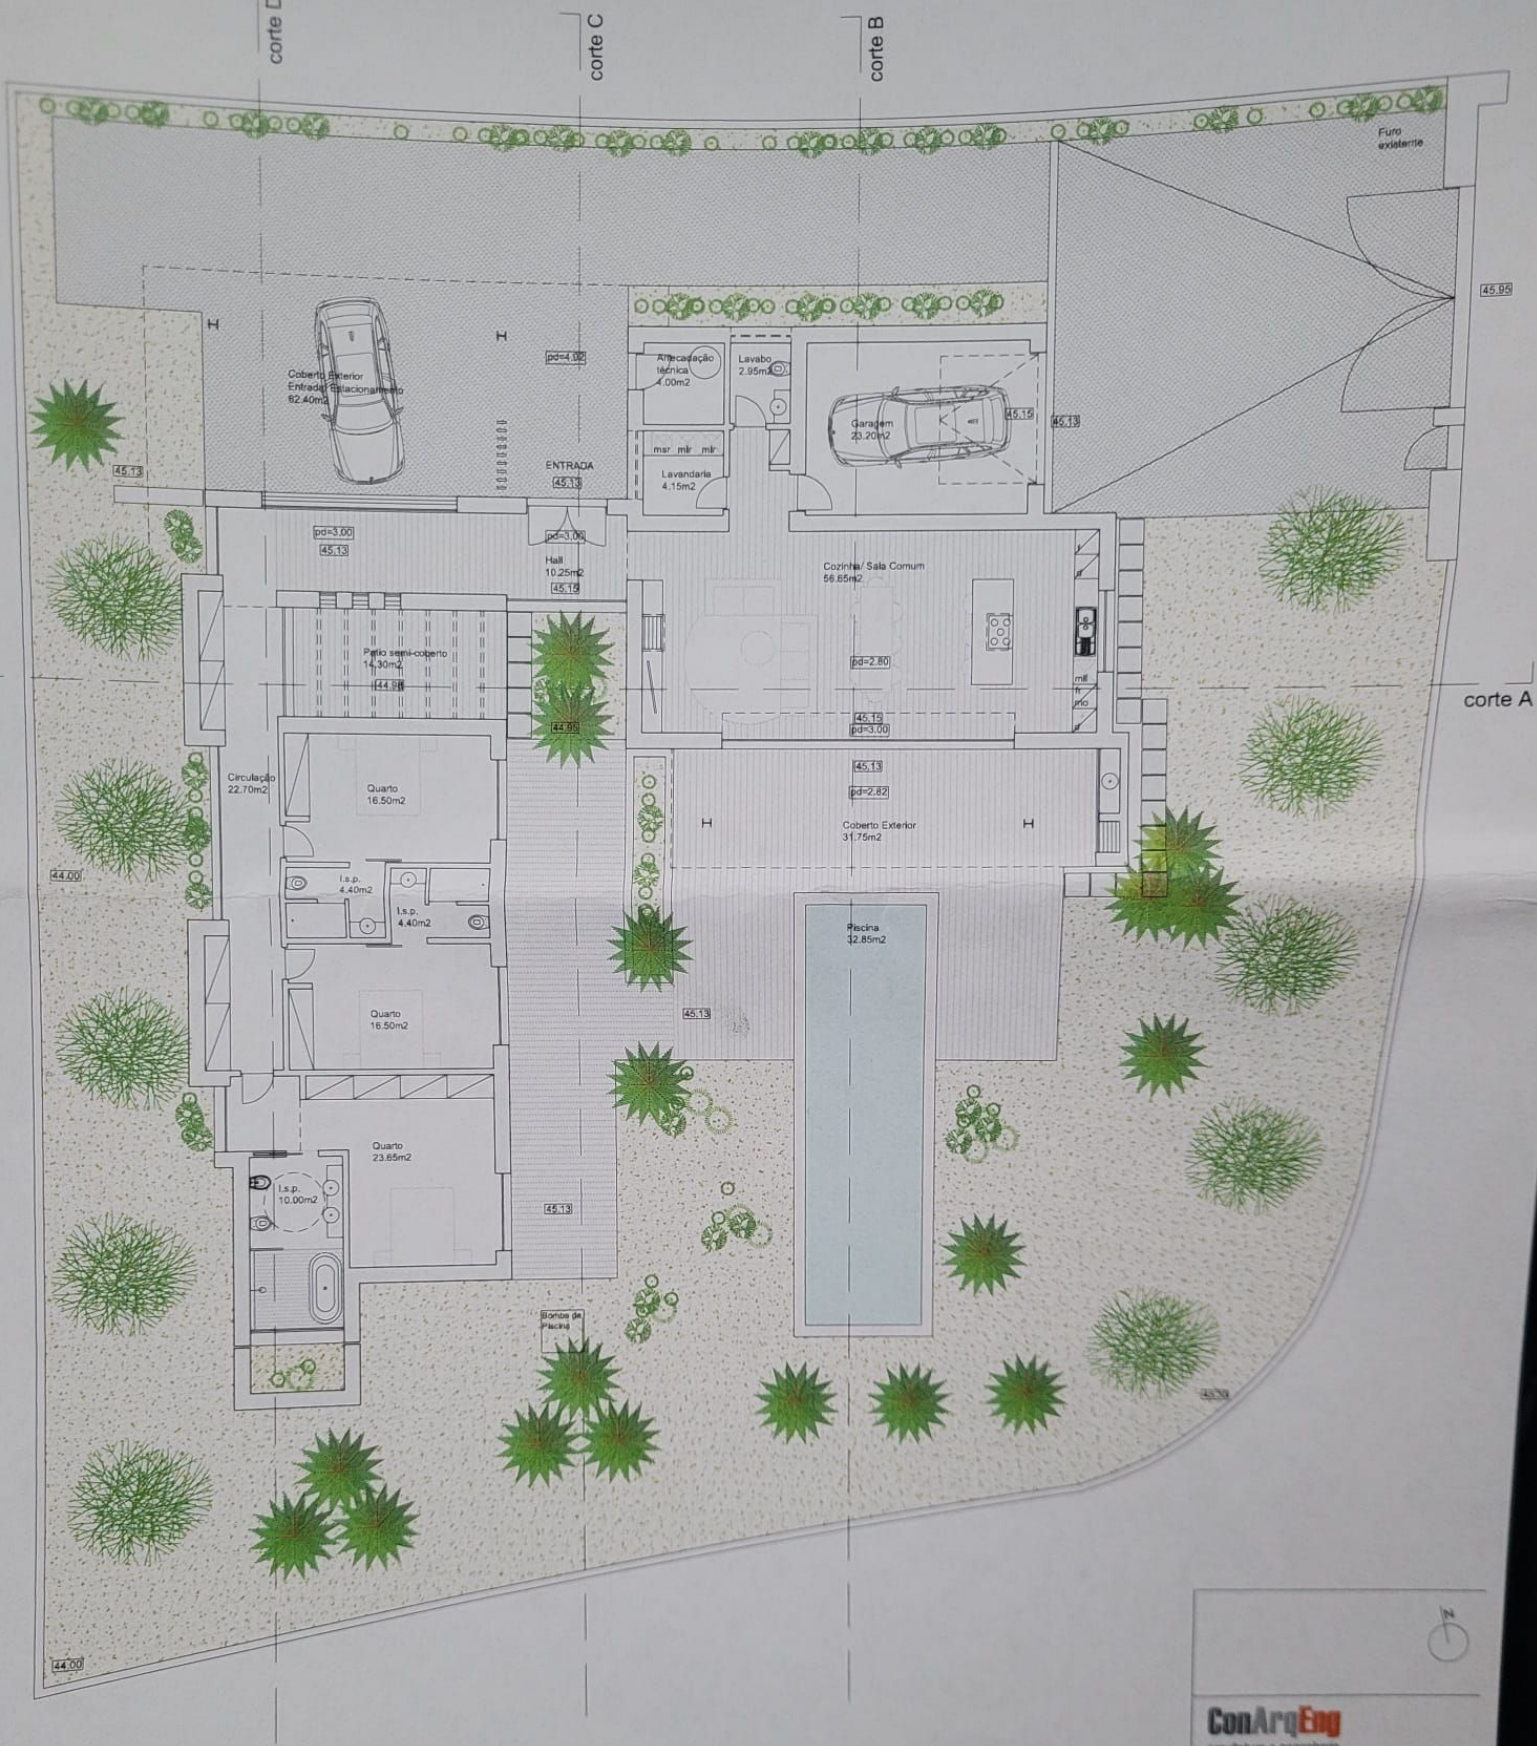 corte D
corte C
corte B
Furo
existente
45.95
Coberto Exterior
Entrada/ Estacionamento
62.40m2
pd=4.02
Arrecadação
técnica
4.00m2
Lavabo
2.95m2
Garagem
23.20m2
45.15
45.13
45.13
msr mlr mlr
Lavandaria
4.15m2
ENTRADA
45.13
pd=3.00
45.13
pd=3.00
Hall
10.25m2
45.15
Cozinha/ Sala Comum
56.65m2
Patio semi-coberto
14.30m2
pd=2.80
corte A
45.15
pd=3.00
45.13
pd=2.82
Circulação
22.70m2
Quarto
16.50m2
Coberto Exterior
31.75m2
44.00
I.s.p.
4.40m2
I.s.p.
4.40m2
Piscina
32.85m2
Quarto
16.50m2
45.13
Quarto
23.65m2
I.s.p.
10.00m2
45.13
Bomba de
Piscina
44.00
N
ConArqEng